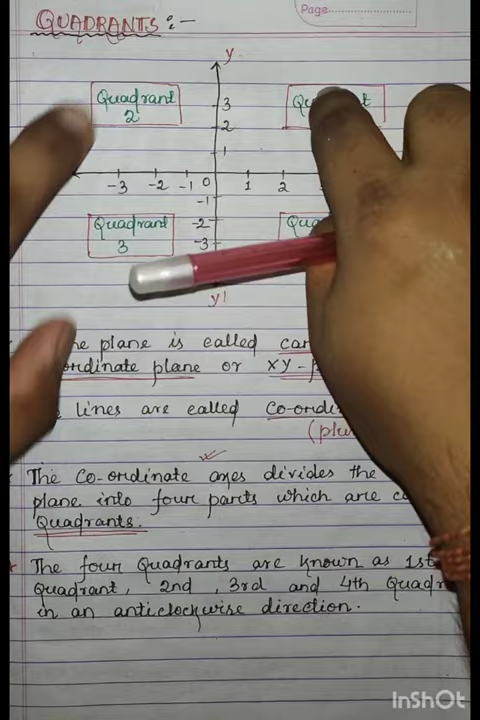 Page
QUADRANTS :-
y
Quadrant
2
3
2
1
-3 -2 -1 0 1 2
-1
-2
-3
Quadrant
3
y'
plane is called
ordinate plane or XY-
lines are called Co-ordi
The Co-ordinate axes divides the
plane into four parts which are
Quadrants.
The four Quadrants are known as 1st
Quadrant, 2nd, 3rd and 4th
in an anticlockwise direction.
InShOt